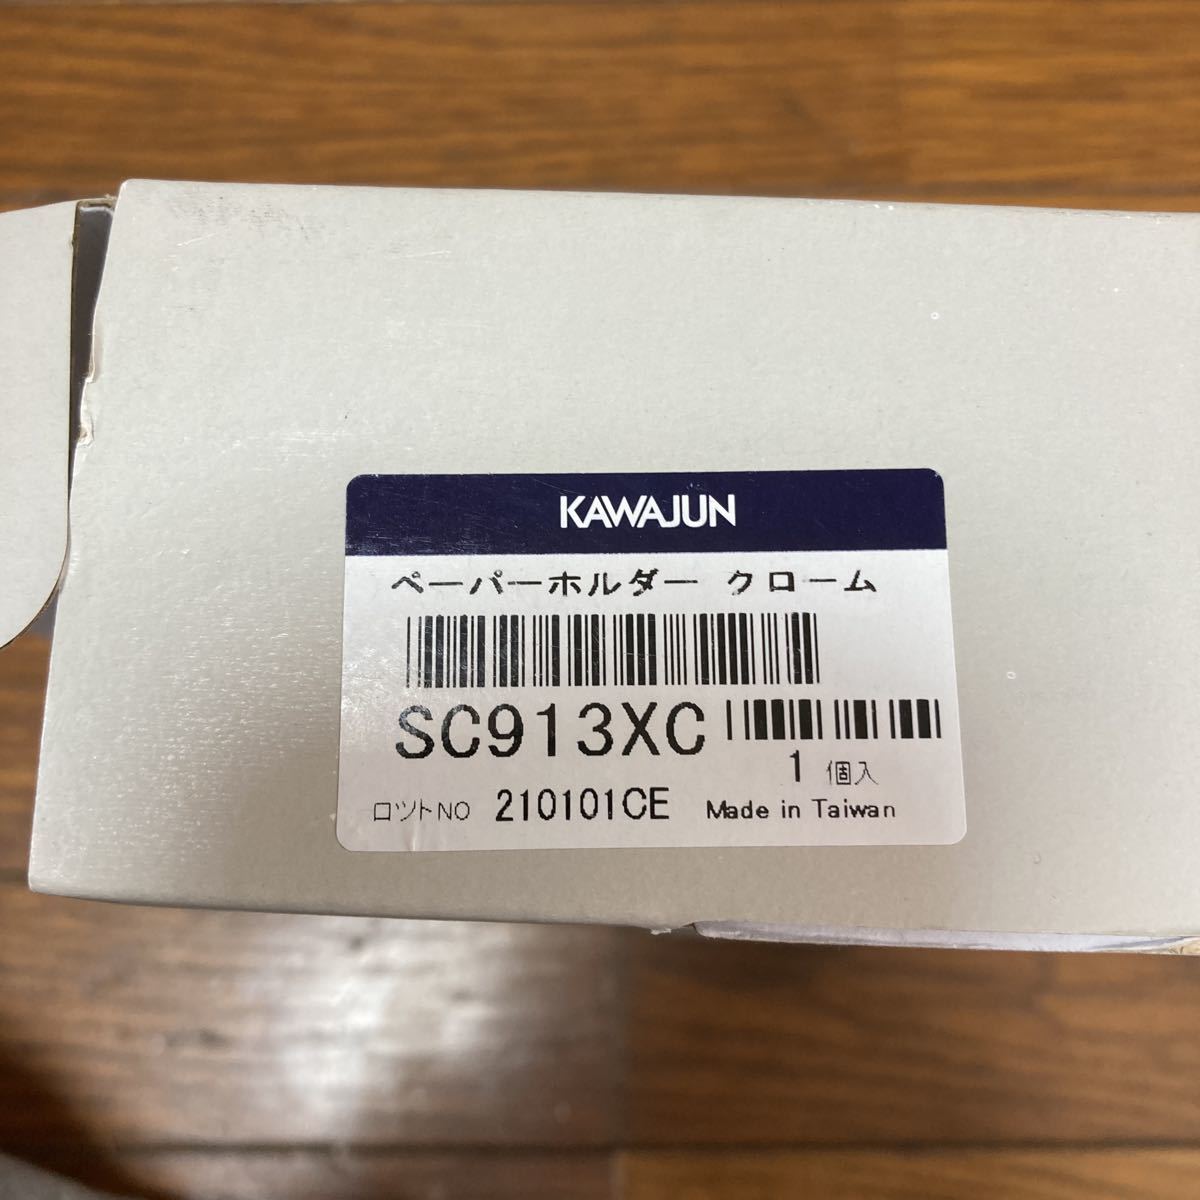 KAWAJUN
ペーパーホルダー クローム
SC913XC
1 個入
ロツトNO 210101CE Made in Taiwan